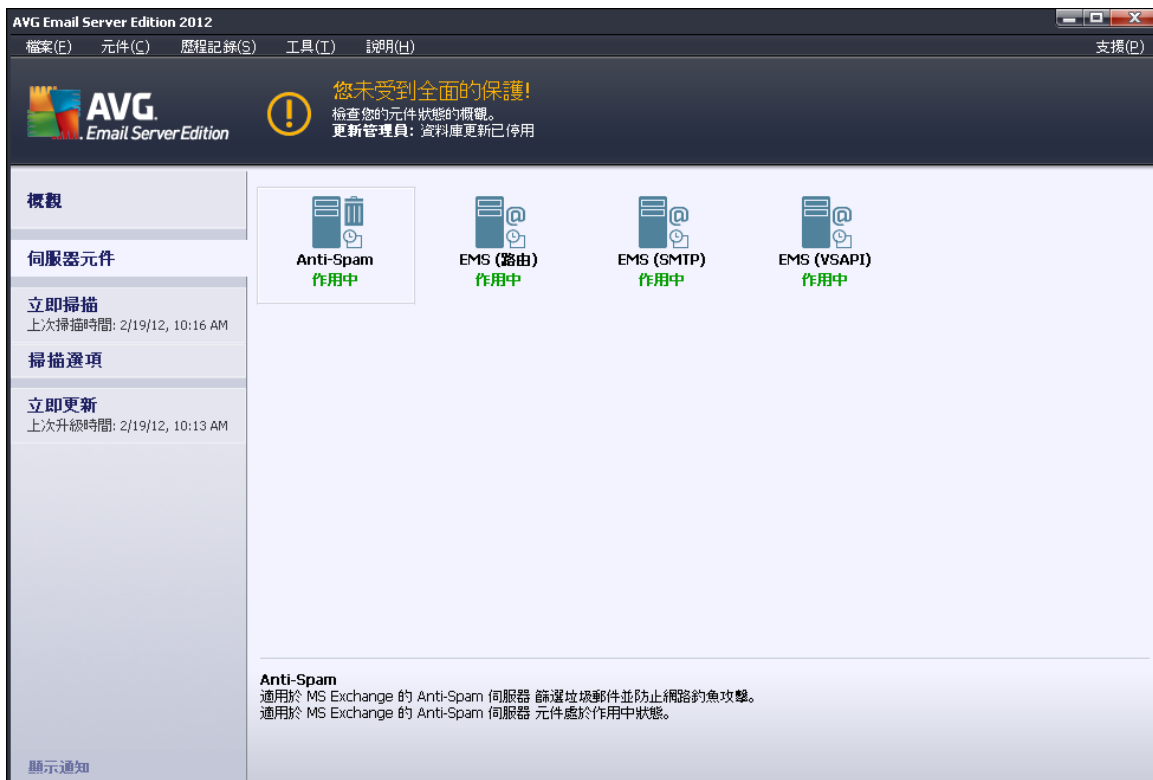 AVG Email Server Edition 2012
檔案(F) 元件(C) 歷程記錄(S) 工具(T) 說明(H) 支援(P)
AVG.
Email Server Edition
您未受到全面的保護!
檢查您的元件狀態的概觀。
更新管理員: 資料庫更新已停用
概觀
伺服器元件
立即掃描
上次掃描時間: 2/19/12, 10:16 AM
掃描選項
立即更新
上次升級時間: 2/19/12, 10:13 AM
顯示通知
Anti-Spam
作用中
EMS (路由)
作用中
EMS (SMTP)
作用中
EMS (VSAPI)
作用中
Anti-Spam
適用於 MS Exchange 的 Anti-Spam 伺服器 篩選垃圾郵件並防止網路釣魚攻擊。
適用於 MS Exchange 的 Anti-Spam 伺服器 元件處於作用中狀態。